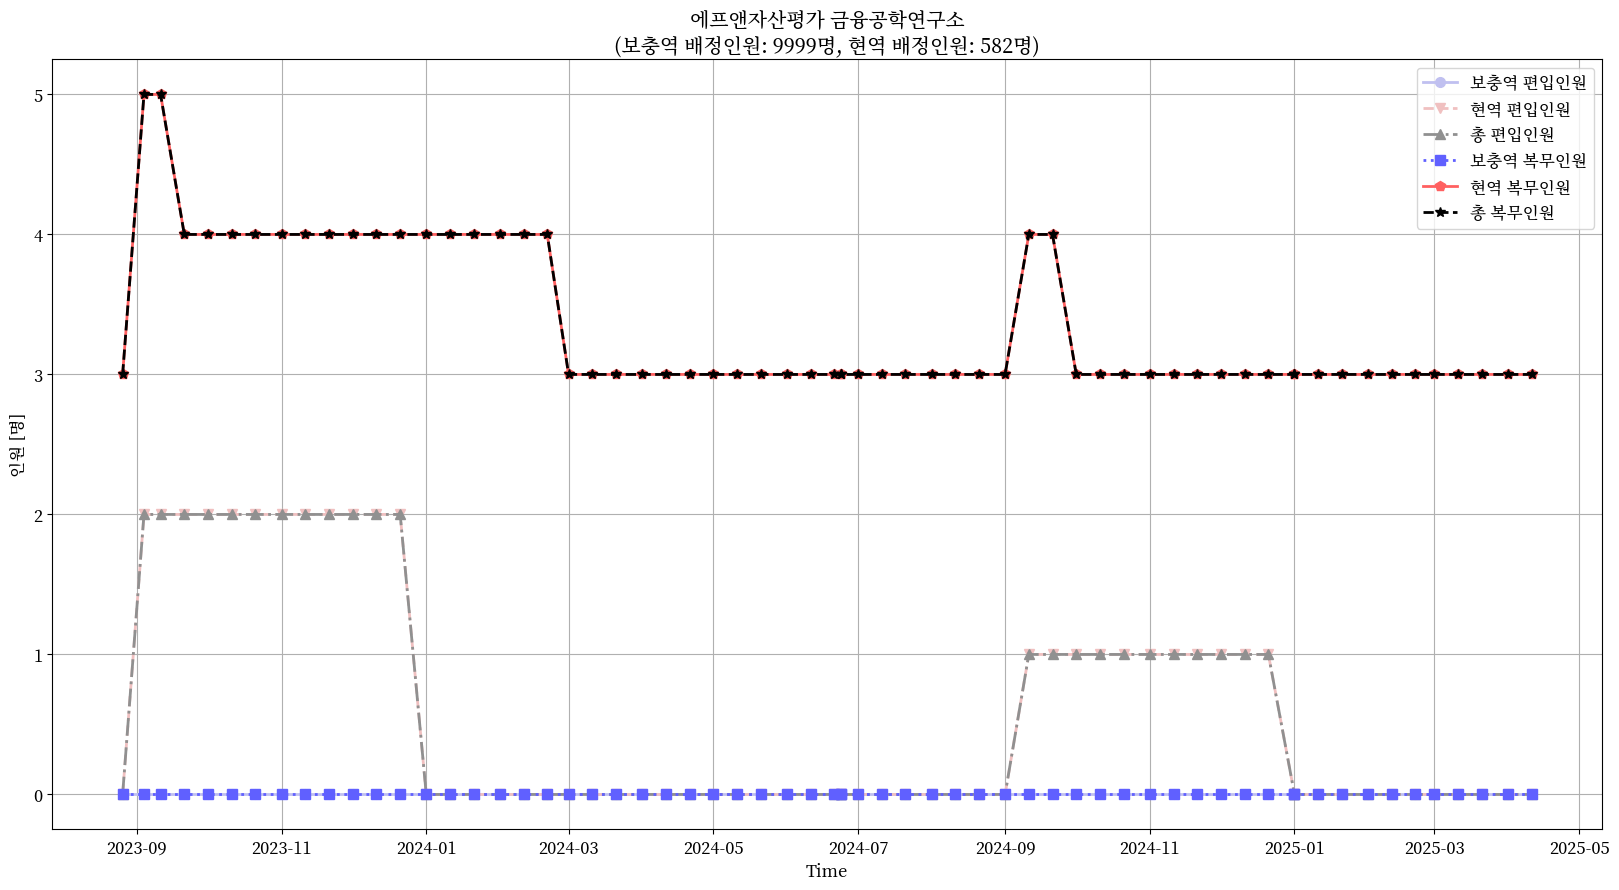 에프앤자산평가 금융공학연구소
(보충역 배정인원: 9999명, 현역 배정인원: 582명)
보충역 편입인원
현역 편입인원
총 편입인원
보충역 복무인원
현역 복무인원
총 복무인원
5
4
3
2
1
0
인원 [명]
2023-09
2023-11
2024-01
2024-03
2024-05
2024-07
2024-09
2024-11
2025-01
2025-03
2025-05
Time